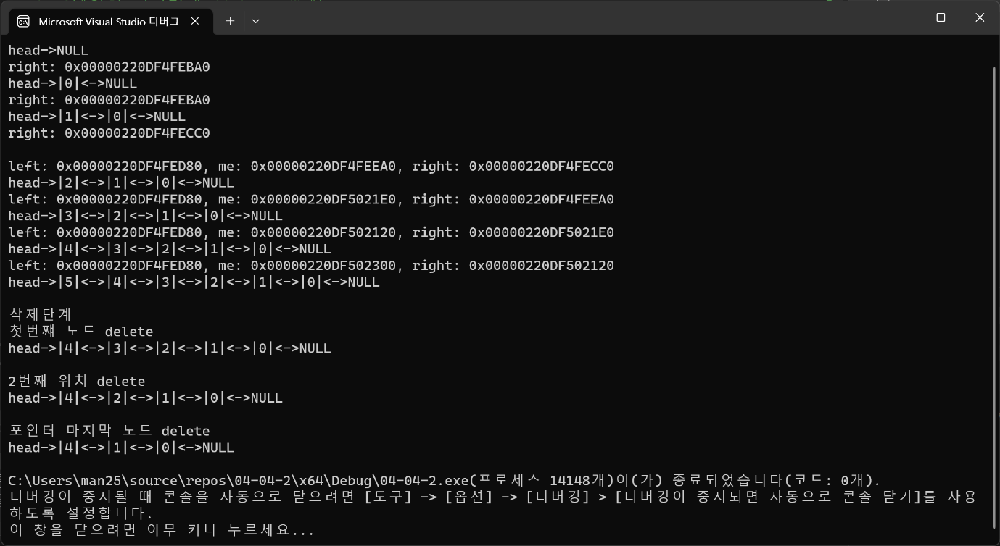 Microsoft Visual Studio 디버그
head->NULL
right: 0x00000220DF4FEBA0
head->|0|<->NULL
right: 0x00000220DF4FEBA0
head->|1|<->|0|<->NULL
right: 0x00000220DF4FECC0
left: 0x00000220DF4FED80, me: 0x00000220DF4FEEA0, right: 0x00000220DF4FECC0
head->|2|<->|1|<->|0|<->NULL
left: 0x00000220DF4FED80, me: 0x00000220DF5021E0, right: 0x00000220DF4FEEA0
head->|3|<->|2|<->|1|<->|0|<->NULL
left: 0x00000220DF4FED80, me: 0x00000220DF502120, right: 0x00000220DF5021E0
head->|4|<->|3|<->|2|<->|1|<->|0|<->NULL
left: 0x00000220DF4FED80, me: 0x00000220DF502300, right: 0x00000220DF502120
head->|5|<->|4|<->|3|<->|2|<->|1|<->|0|<->NULL
삭제단계
첫번째 노드 delete
head->|4|<->|3|<->|2|<->|1|<->|0|<->NULL
2번째 위치 delete
head->|4|<->|2|<->|1|<->|0|<->NULL
포인터 마지막 노드 delete
head->|4|<->|1|<->|0|<->NULL
C:\Users\man25\source\repos\04-04-2\x64\Debug\04-04-2.exe(프로세스 14148개)이(가) 종료되었습니다(코드: 0개).
디버깅이 중지될 때 콘솔을 자동으로 닫으려면 [도구] -> [옵션] -> [디버깅] > [디버깅이 중지되면 자동으로 콘솔 닫기]를 사용
하도록 설정합니다.
이 창을 닫으려면 아무 키나 누르세요...